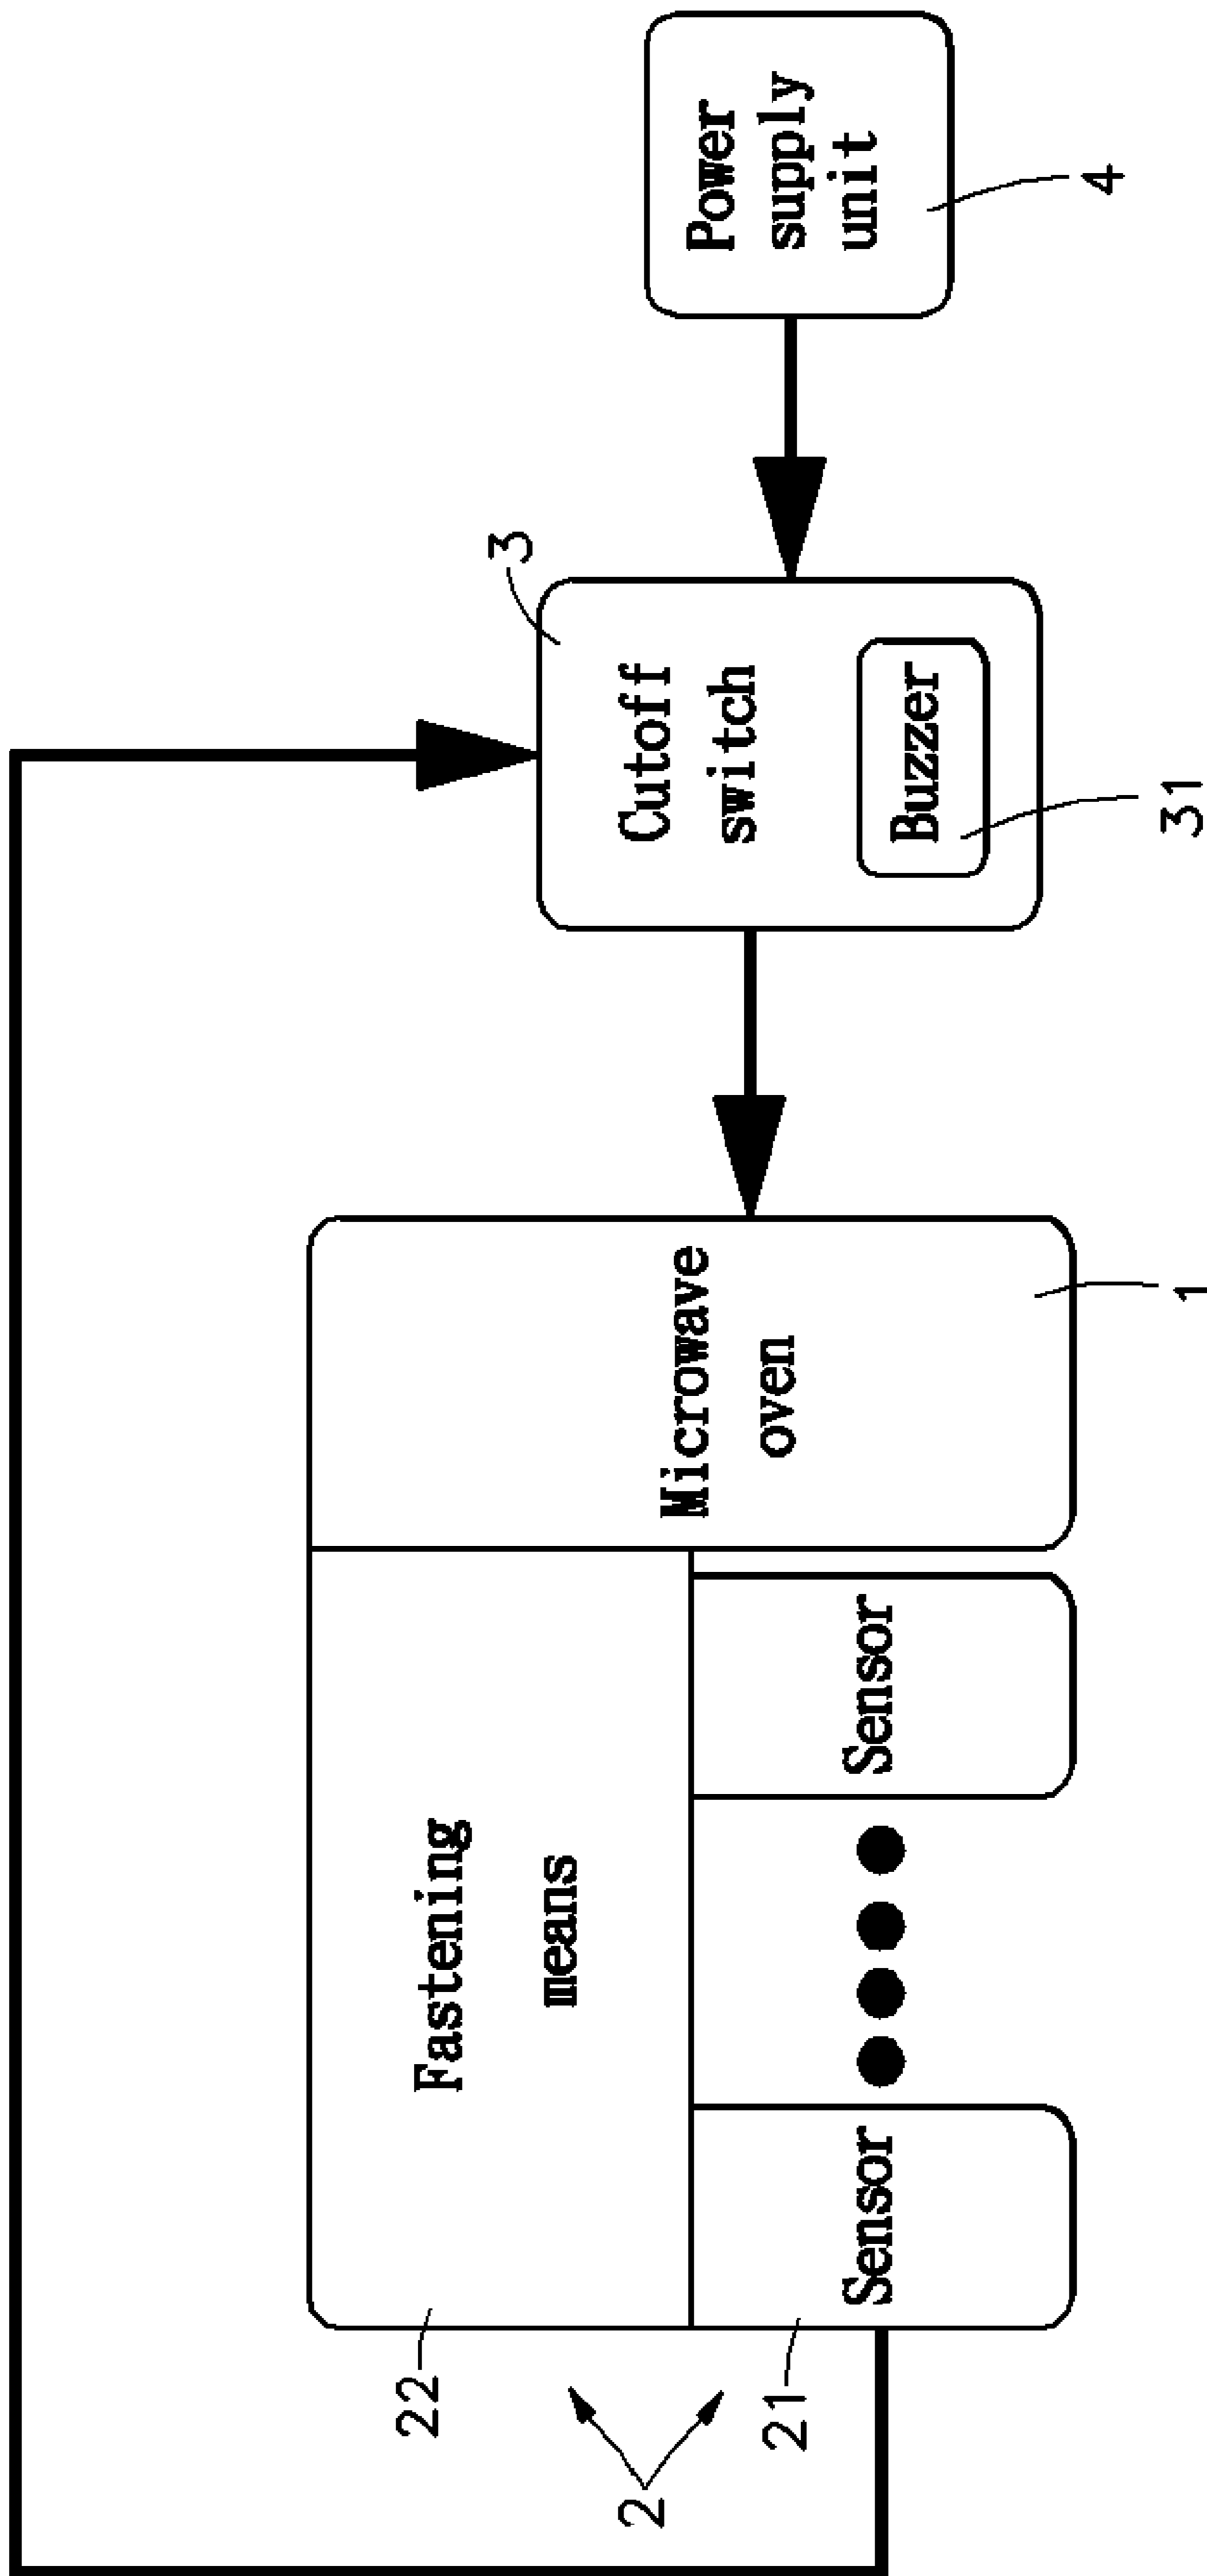 22
Fastening
means
2
21
Sensor
Sensor
Microwave
oven
1
3
Cutoff
switch
Buzzer
31
Power
supply
unit
4